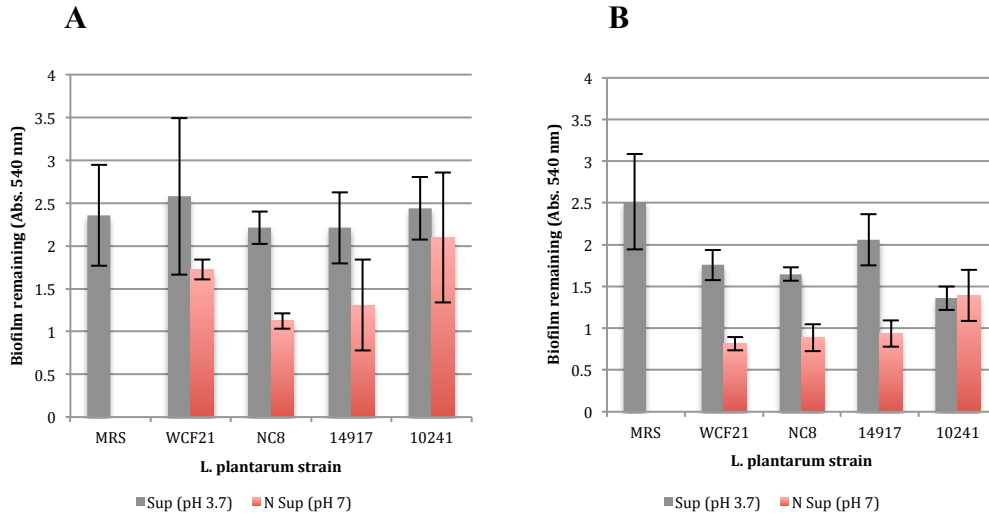 A
Biofilm remaining (Abs. 540 nm)
4
3.5
3
2.5
2
1.5
1
0.5
0
MRS WCF21 NC8 14917 10241
L. plantarum strain
Sup (pH 3.7) N Sup (pH 7)
B
Biofilm remaining (Abs. 540 nm)
4
3.5
3
2.5
2
1.5
1
0.5
0
MRS WCF21 NC8 14917 10241
L. plantarum strain
Sup (pH 3.7) N Sup (pH 7)